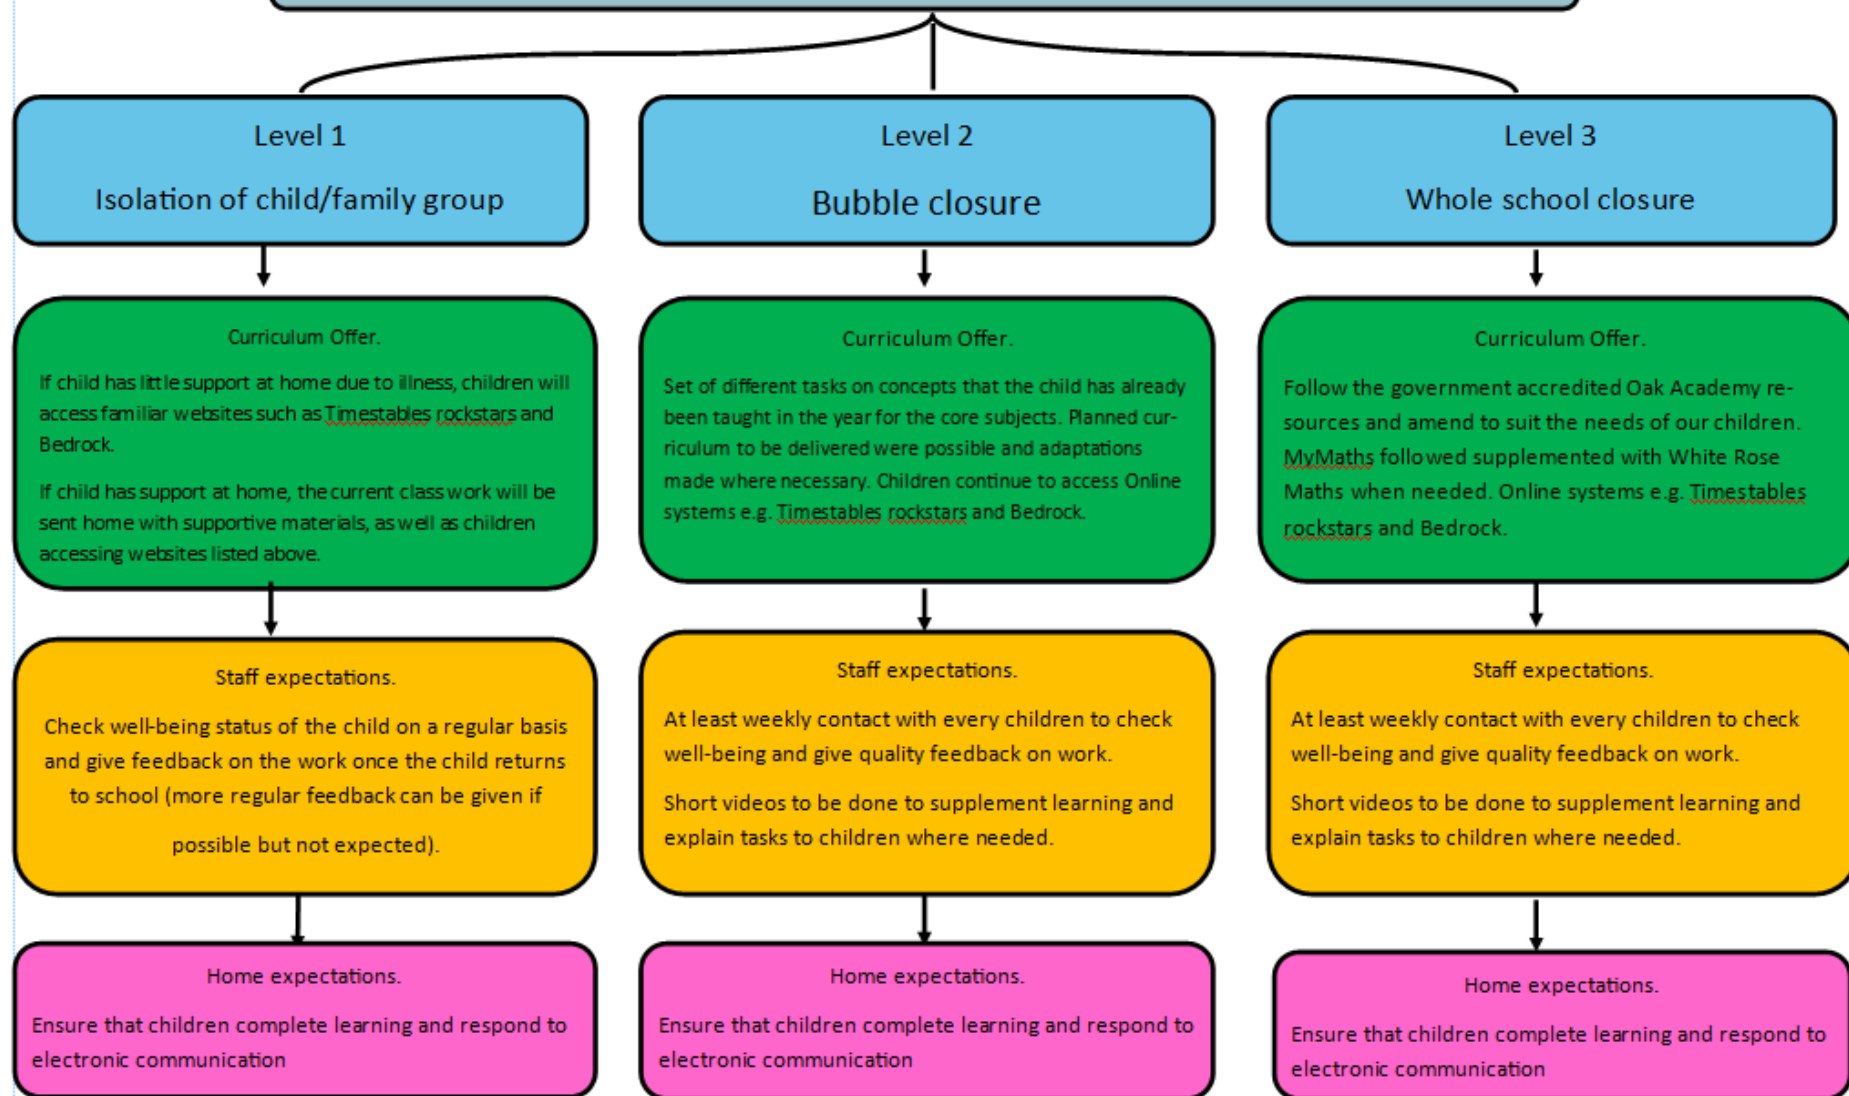 Level 1
Isolation of child/family group
Level 2
Bubble closure
Level 3
Whole school closure
Curriculum Offer.
If child has little support at home due to illness, children will
access familiar websites such as Timestables rockstars and
Bedrock.
If child has support at home, the current class work will be
sent home with supportive materials, as well as children
accessing websites listed above.
Curriculum Offer.
Set of different tasks on concepts that the child has already
been taught in the year for the core subjects. Planned cur-
riculum to be delivered were possible and adaptations
made where necessary. Children continue to access Online
systems e.g. Timestables rockstars and Bedrock.
Curriculum Offer.
Follow the government accredited Oak Academy re-
sources and amend to suit the needs of our children.
MyMaths followed supplemented with White Rose
Maths when needed. Online systems e.g. Timestables
rockstars and Bedrock.
Staff expectations.
Check well-being status of the child on a regular basis
and give feedback on the work once the child returns
to school (more regular feedback can be given if
possible but not expected).
Staff expectations.
At least weekly contact with every children to check
well-being and give quality feedback on work.
Short videos to be done to supplement learning and
explain tasks to children where needed.
Staff expectations.
At least weekly contact with every children to check
well-being and give quality feedback on work.
Short videos to be done to supplement learning and
explain tasks to children where needed.
Home expectations.
Ensure that children complete learning and respond to
electronic communication
Home expectations.
Ensure that children complete learning and respond to
electronic communication
Home expectations.
Ensure that children complete learning and respond to
electronic communication